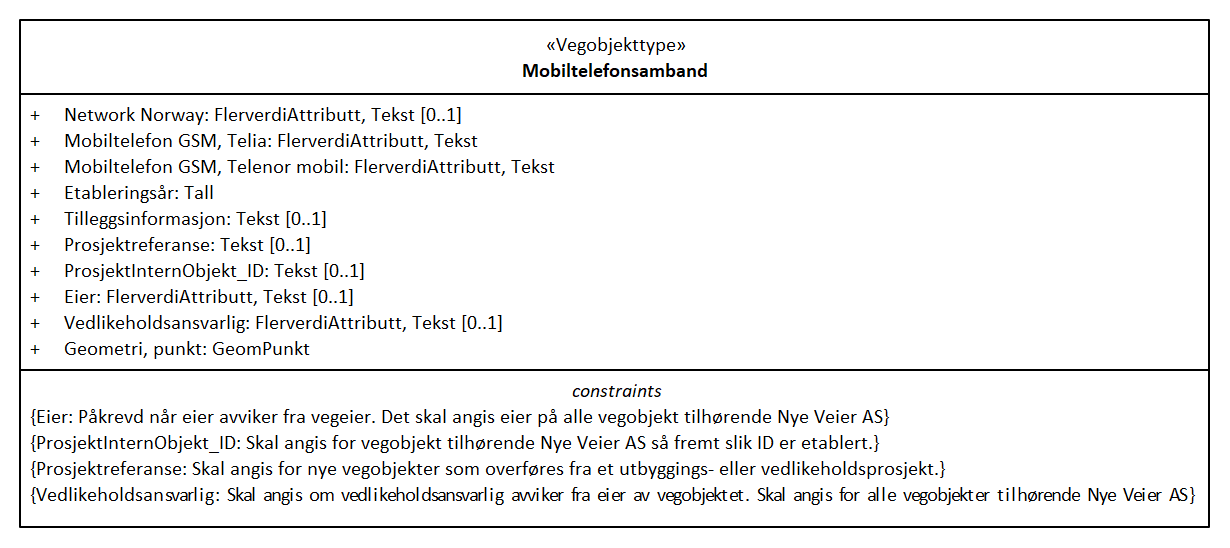 «Vegobjekttype»
Mobiltelefonsamband
+ Network Norway: FlerverdiAttributt, Tekst [0..1]
+ Mobiltelefon GSM, Telia: FlerverdiAttributt, Tekst
+ Mobiltelefon GSM, Telenor mobil: FlerverdiAttributt, Tekst
+ Etableringsår: Tall
+ Tilleggsinformasjon: Tekst [0..1]
+ Prosjektreferanse: Tekst [0..1]
+ ProsjektInternObjekt_ID: Tekst [0..1]
+ Eier: FlerverdiAttributt, Tekst [0..1]
+ Vedlikeholdsansvarlig: FlerverdiAttributt, Tekst [0..1]
+ Geometri, punkt: GeomPunkt
constraints
{Eier: Påkrevd når eier avviker fra vegeier. Det skal angis eier på alle vegobjekt tilhørende Nye Veier AS}
{ProsjektInternObjekt_ID: Skal angis for vegobjekt tilhørende Nye Veier AS så fremt slik ID er etablert.}
{Prosjektreferanse: Skal angis for nye vegobjekter som overføres fra et utbyggings- eller vedlikeholdsprosjekt.}
{Vedlikeholdsansvarlig: Skal angis om vedlikeholdsansvarlig avviker fra eier av vegobjektet. Skal angis for alle vegobjekter tilhørende Nye Veier AS}